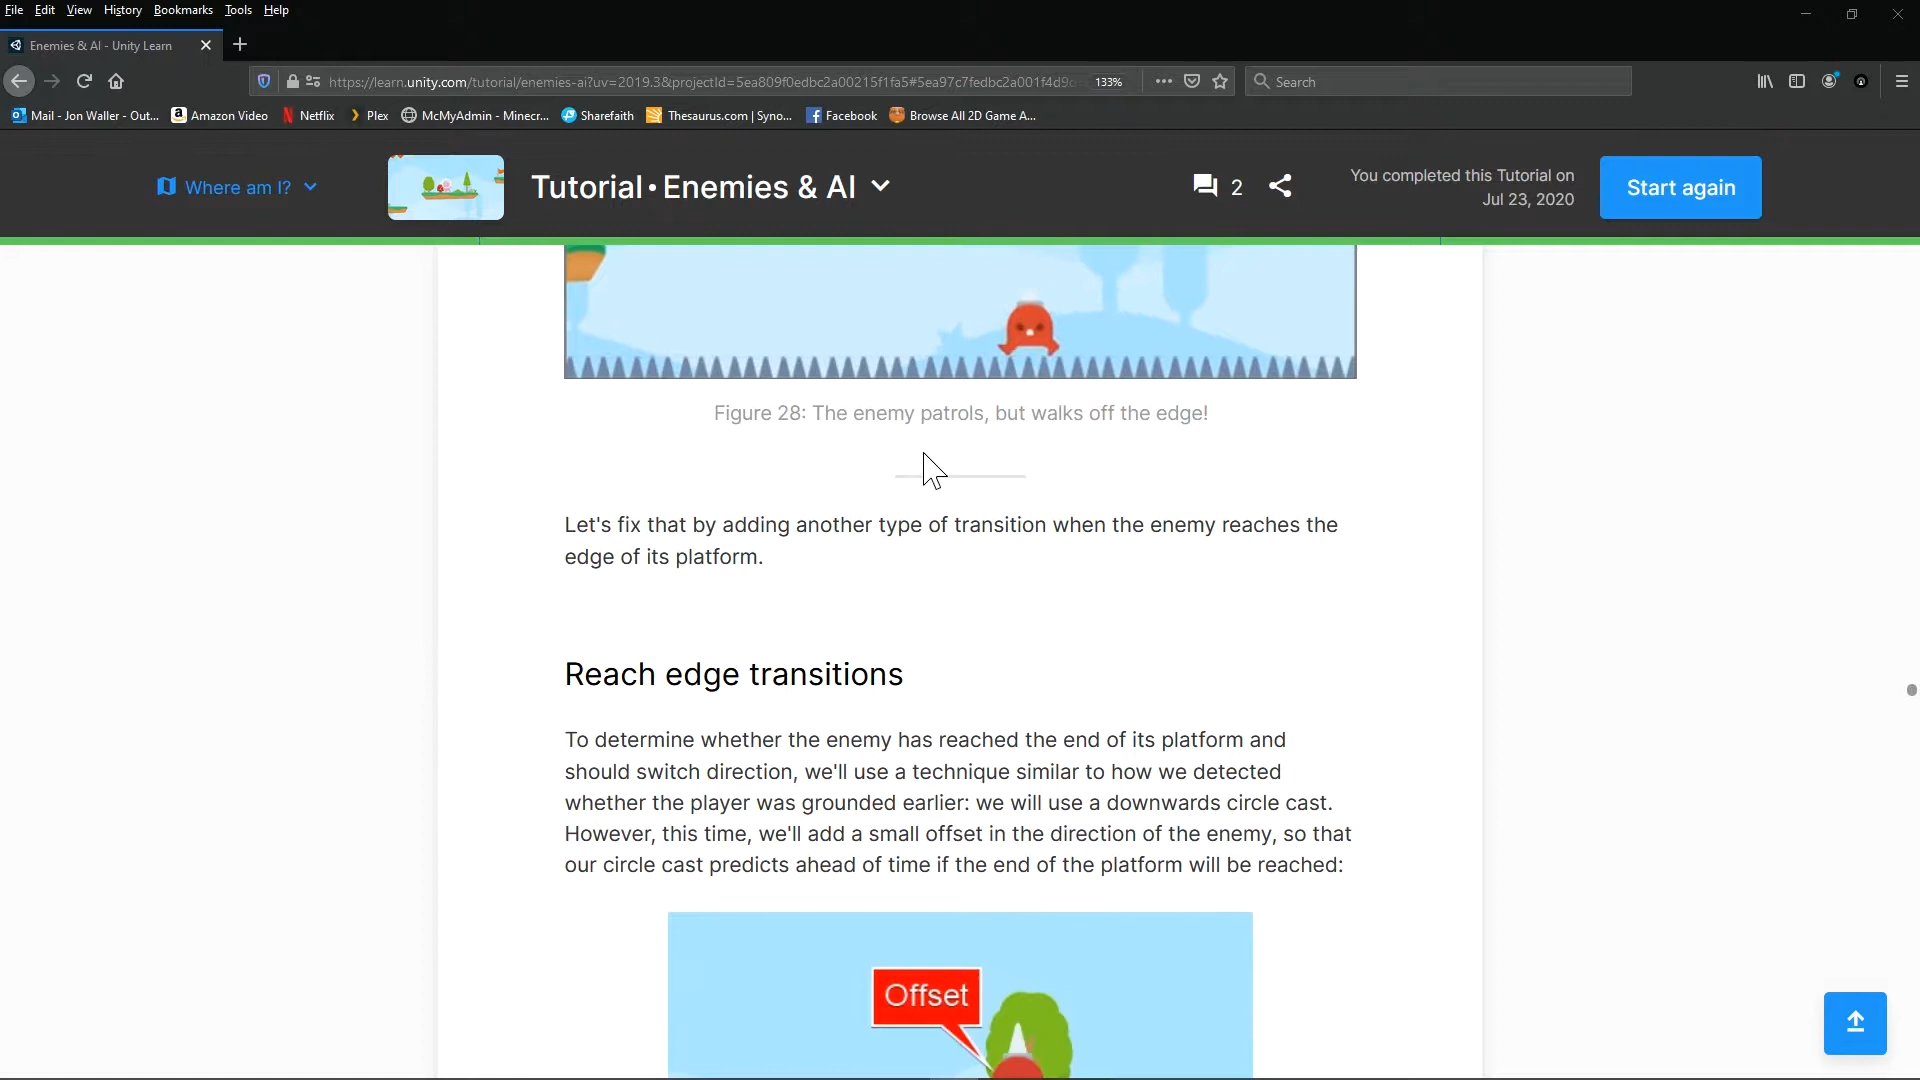 File Edit View History Bookmarks Tools Help
Enemies & AI - Unity Learn
https://learn.unity.com/tutorial/enemies-ai?uv=2019.3&projectId=5ea809f0edbc2a00215f1fa5#5ea97c7fedbc2a001f4d9 133% Search
Mail - Jon Waller - Out... Amazon Video Netflix Plex McMyAdmin - Minecr... Sharefaith Thesaurus.com | Syno... Facebook Browse All 2D Game A...
Where am I? Tutorial • Enemies & AI 2 You completed this Tutorial on
Jul 23, 2020
Start again
Figure 28: The enemy patrols, but walks off the edge!
Let's fix that by adding another type of transition when the enemy reaches the
edge of its platform.
Reach edge transitions
To determine whether the enemy has reached the end of its platform and
should switch direction, we'll use a technique similar to how we detected
whether the player was grounded earlier: we will use a downwards circle cast.
However, this time, we'll add a small offset in the direction of the enemy, so that
our circle cast predicts ahead of time if the end of the platform will be reached:
Offset